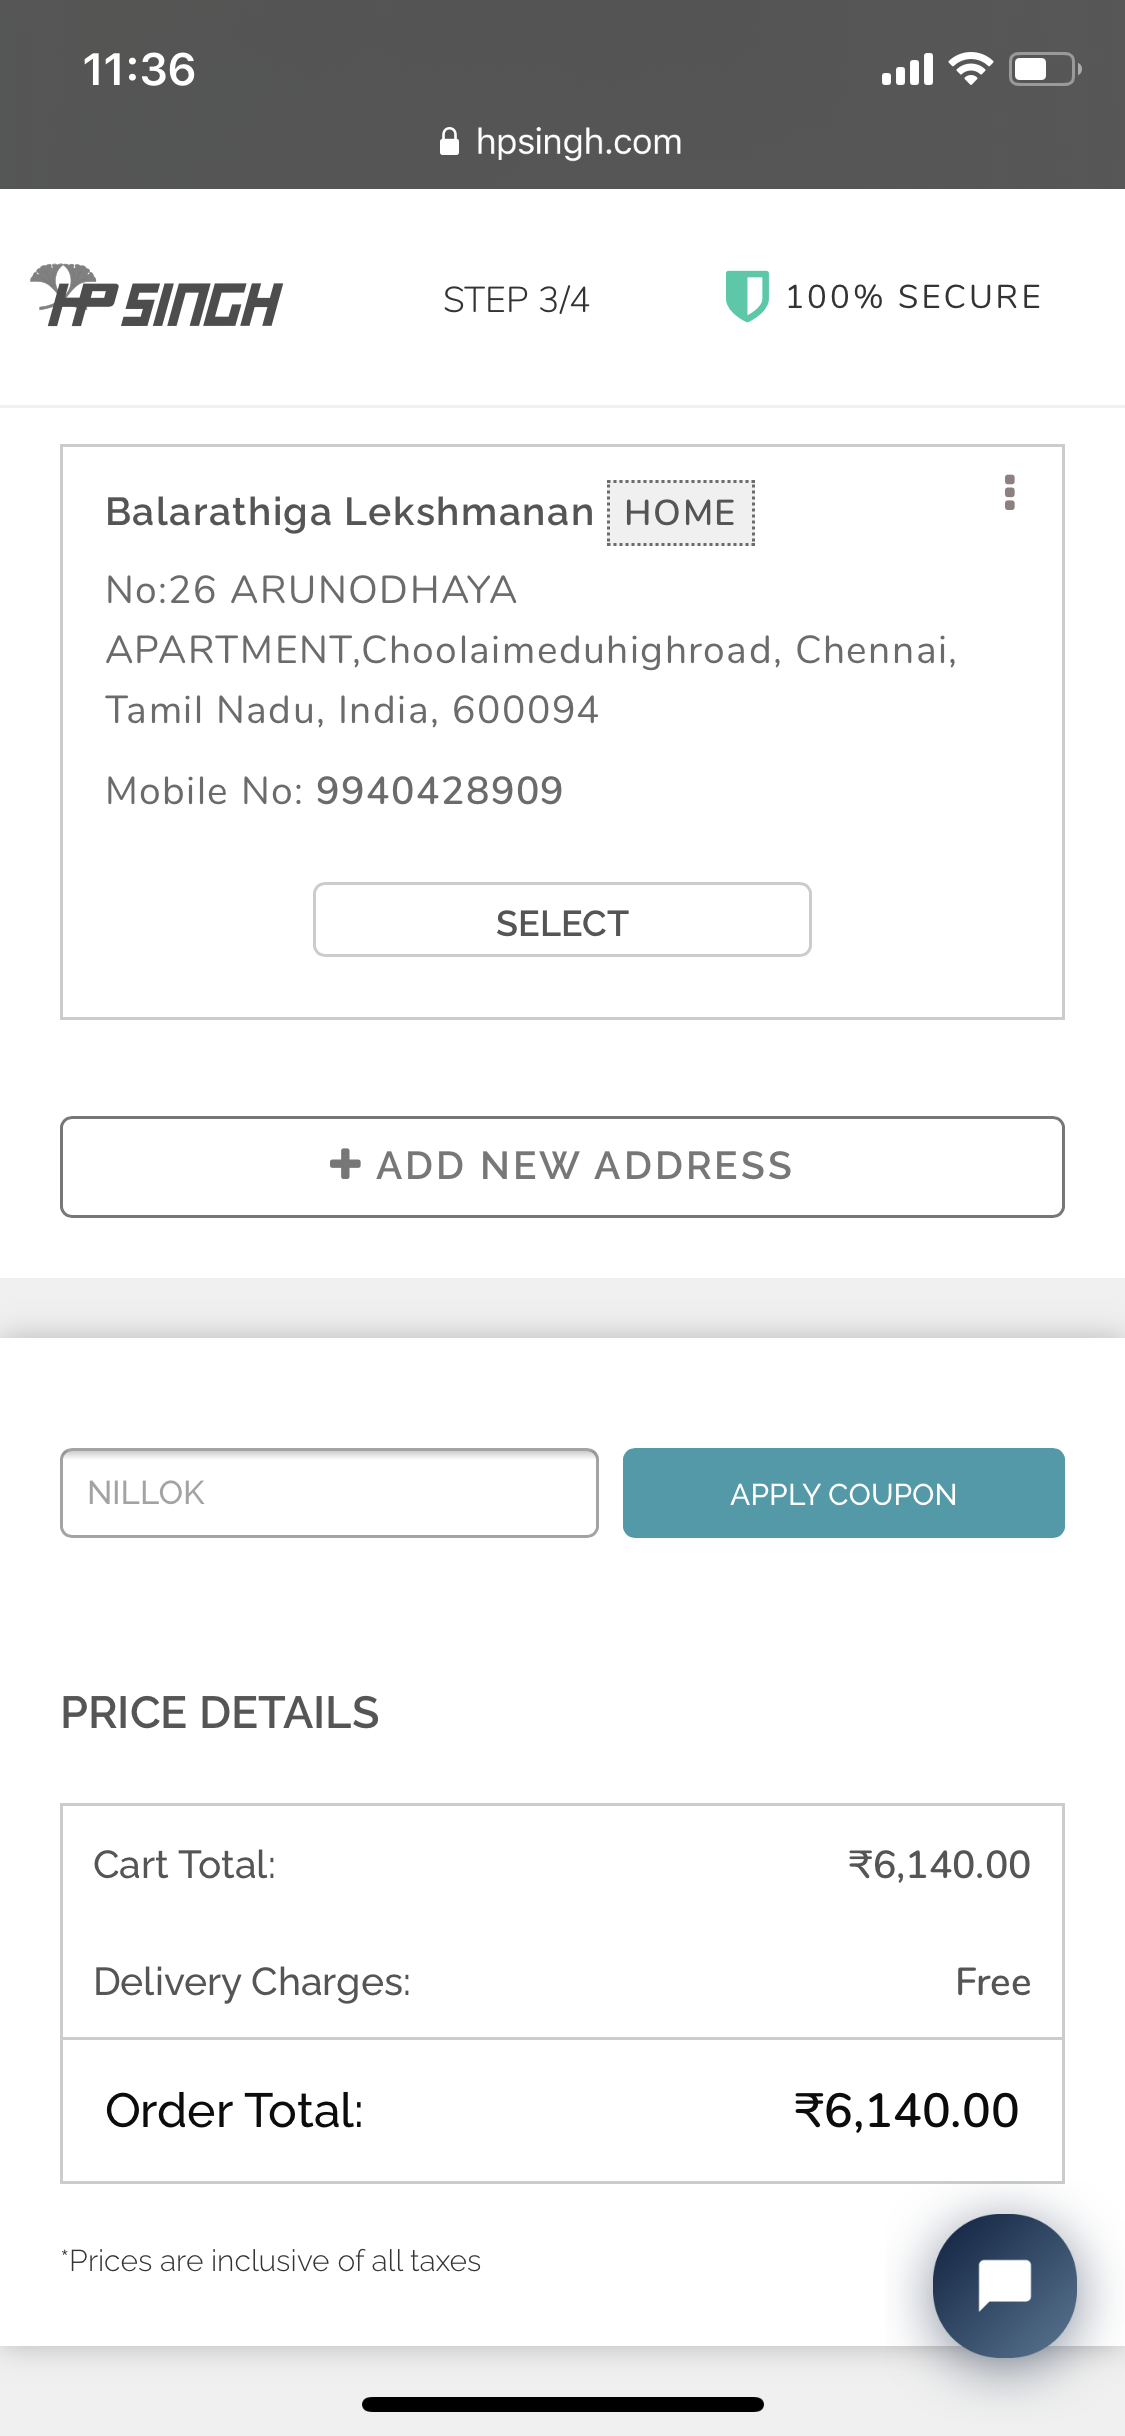 11:36
hpsingh.com
HP SINGH
STEP 3/4
100% SECURE
Balarathiga Lekshmanan HOME
No:26 ARUNODHAYA
APARTMENT,Choolaimeduhighroad, Chennai,
Tamil Nadu, India, 600094
Mobile No: 9940428909
SELECT
+ ADD NEW ADDRESS
NILLOK
APPLY COUPON
PRICE DETAILS
Cart Total: ₹6,140.00
Delivery Charges: Free
Order Total: ₹6,140.00
*Prices are inclusive of all taxes